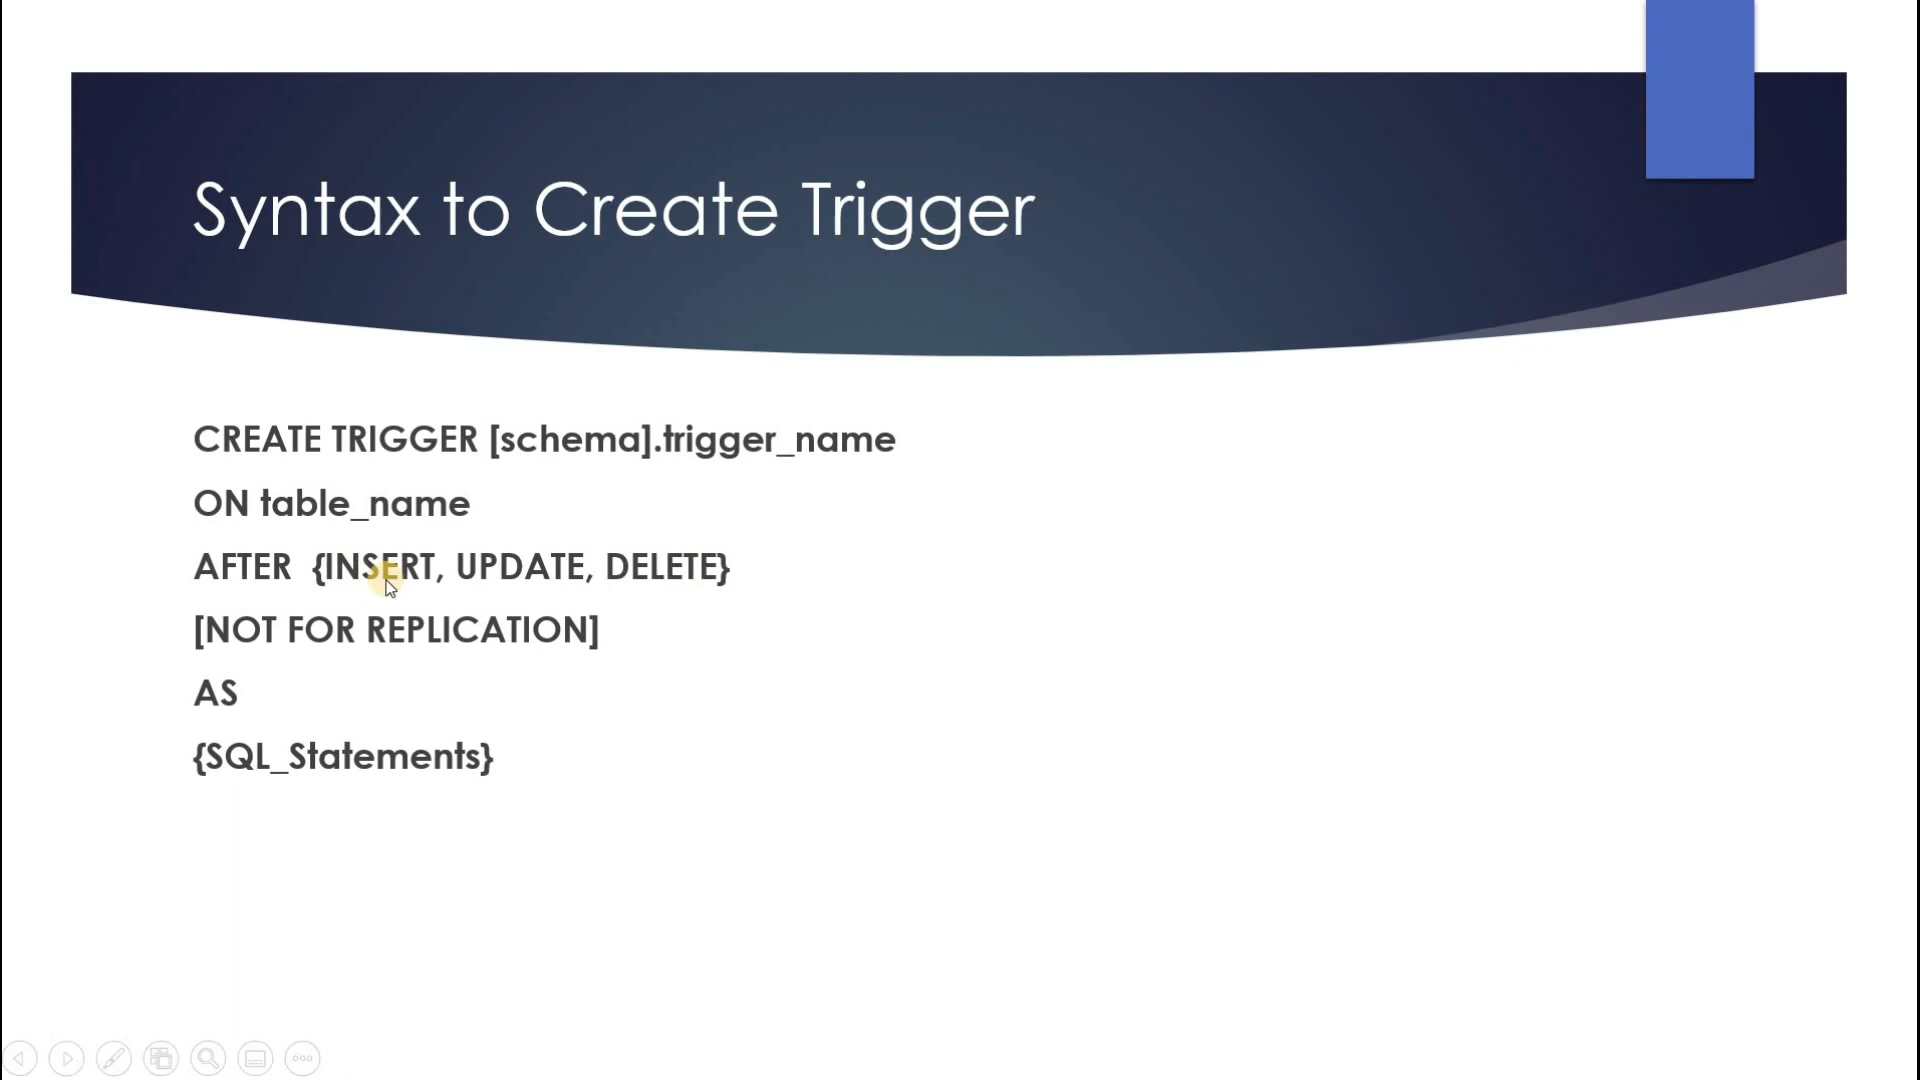 Syntax to Create Trigger
CREATE TRIGGER [schema].trigger_name
ON table_name
AFTER  {INSERT, UPDATE, DELETE}
[NOT FOR REPLICATION]
AS
{SQL_Statements}